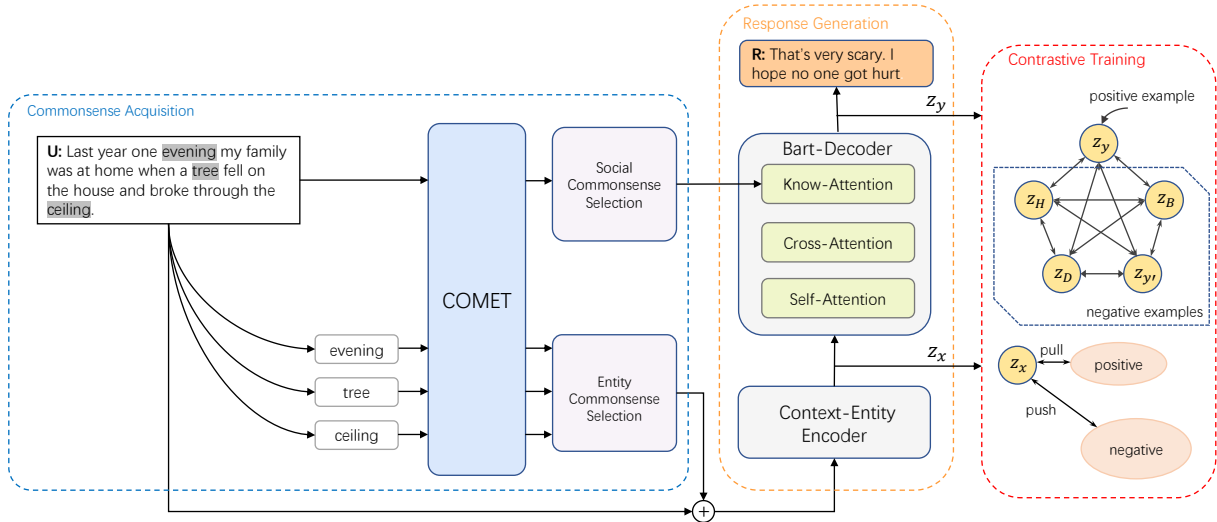 Commonsense Acquisition
U: Last year one evening my family
was at home when a tree fell on
the house and broke through the
ceiling.
evening
tree
ceiling
COMET
Social
Commonsense
Selection
Entity
Commonsense
Selection
+
Response Generation
R: That's very scary. I
hope no one got hurt
Bart-Decoder
Know-Attention
Cross-Attention
Self-Attention
Context-Entity
Encoder
z_y
z_x
Contrastive Training
positive example
z_y
z_H
z_B
z_D
z_y'
negative examples
z_x
pull
positive
push
negative